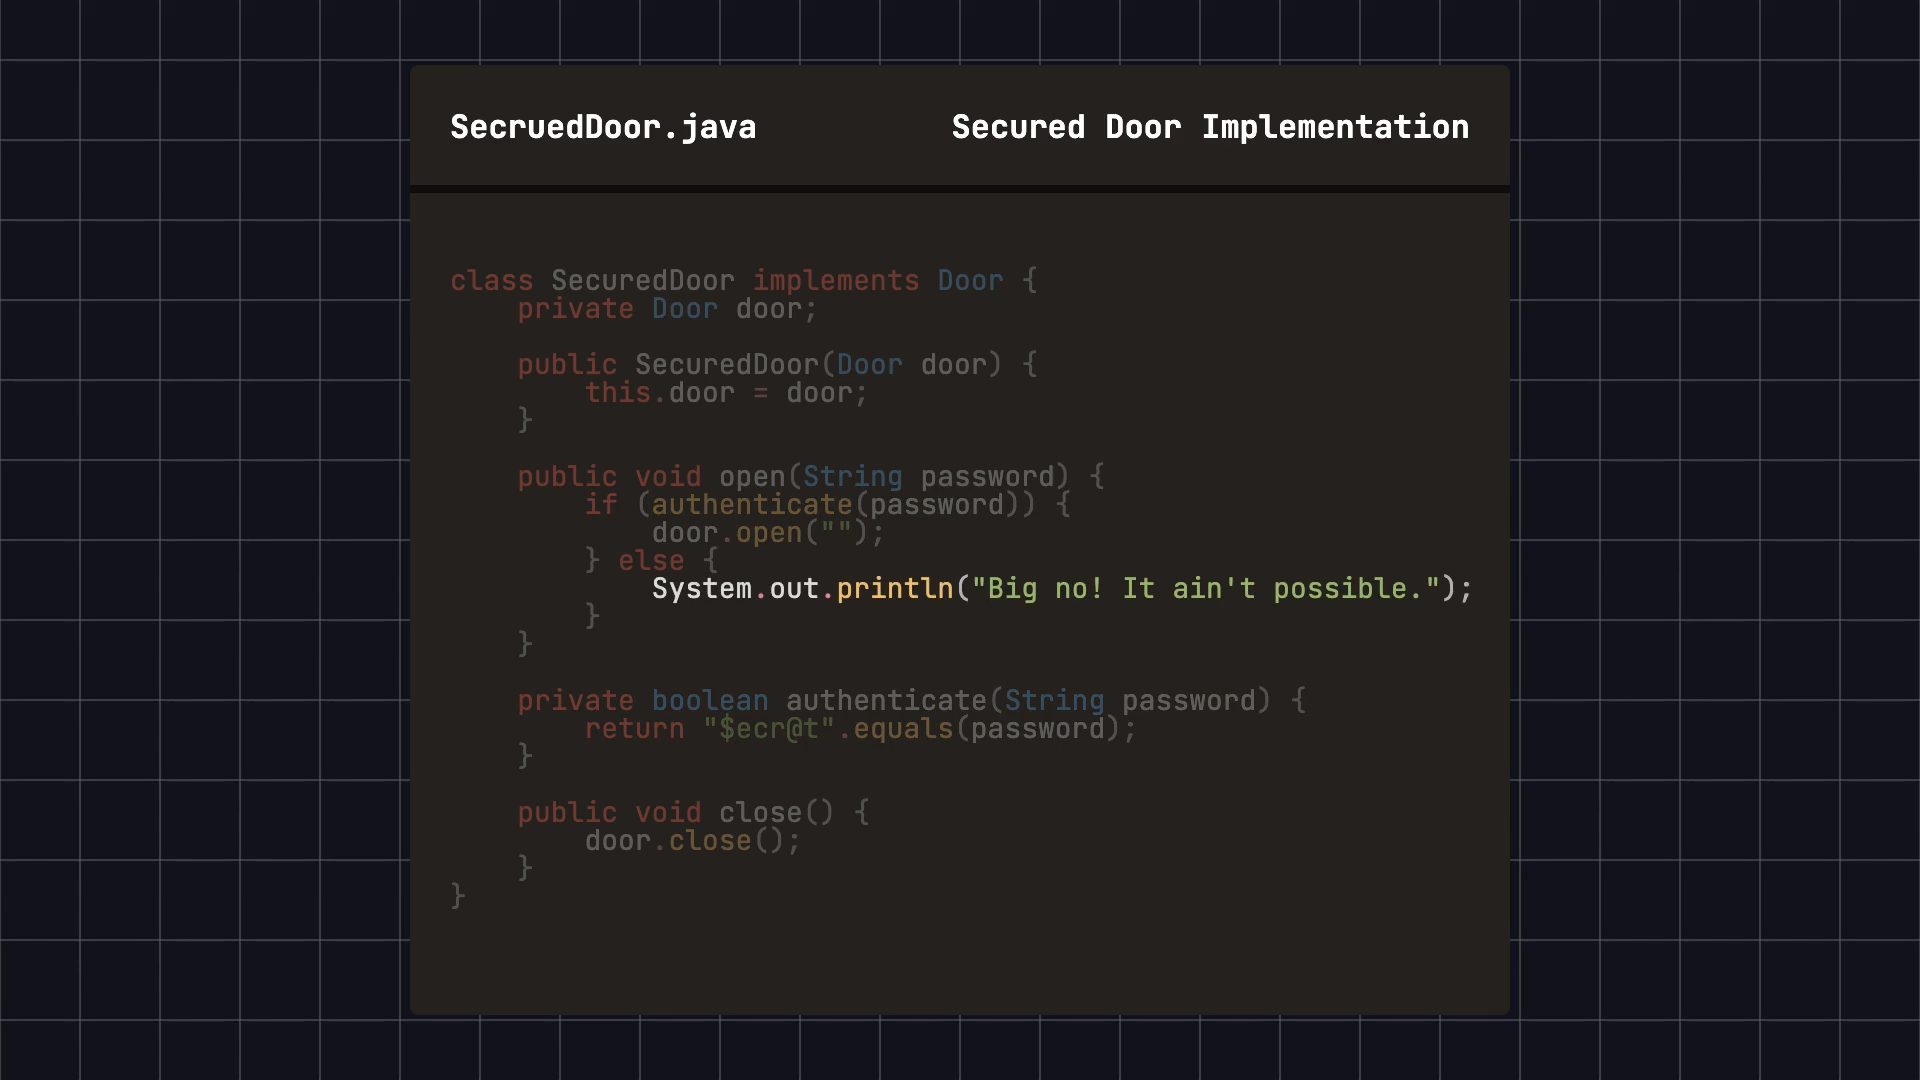 SecruedDoor.java
Secured Door Implementation
class SecuredDoor implements Door {
    private Door door;
    public SecuredDoor(Door door) {
        this.door = door;
    }
    public void open(String password) {
        if (authenticate(password)) {
            door.open("");
        } else {
            System.out.println("Big no! It ain't possible.");
        }
    }
    private boolean authenticate(String password) {
        return "$ecr@t".equals(password);
    }
    public void close() {
        door.close();
    }
}